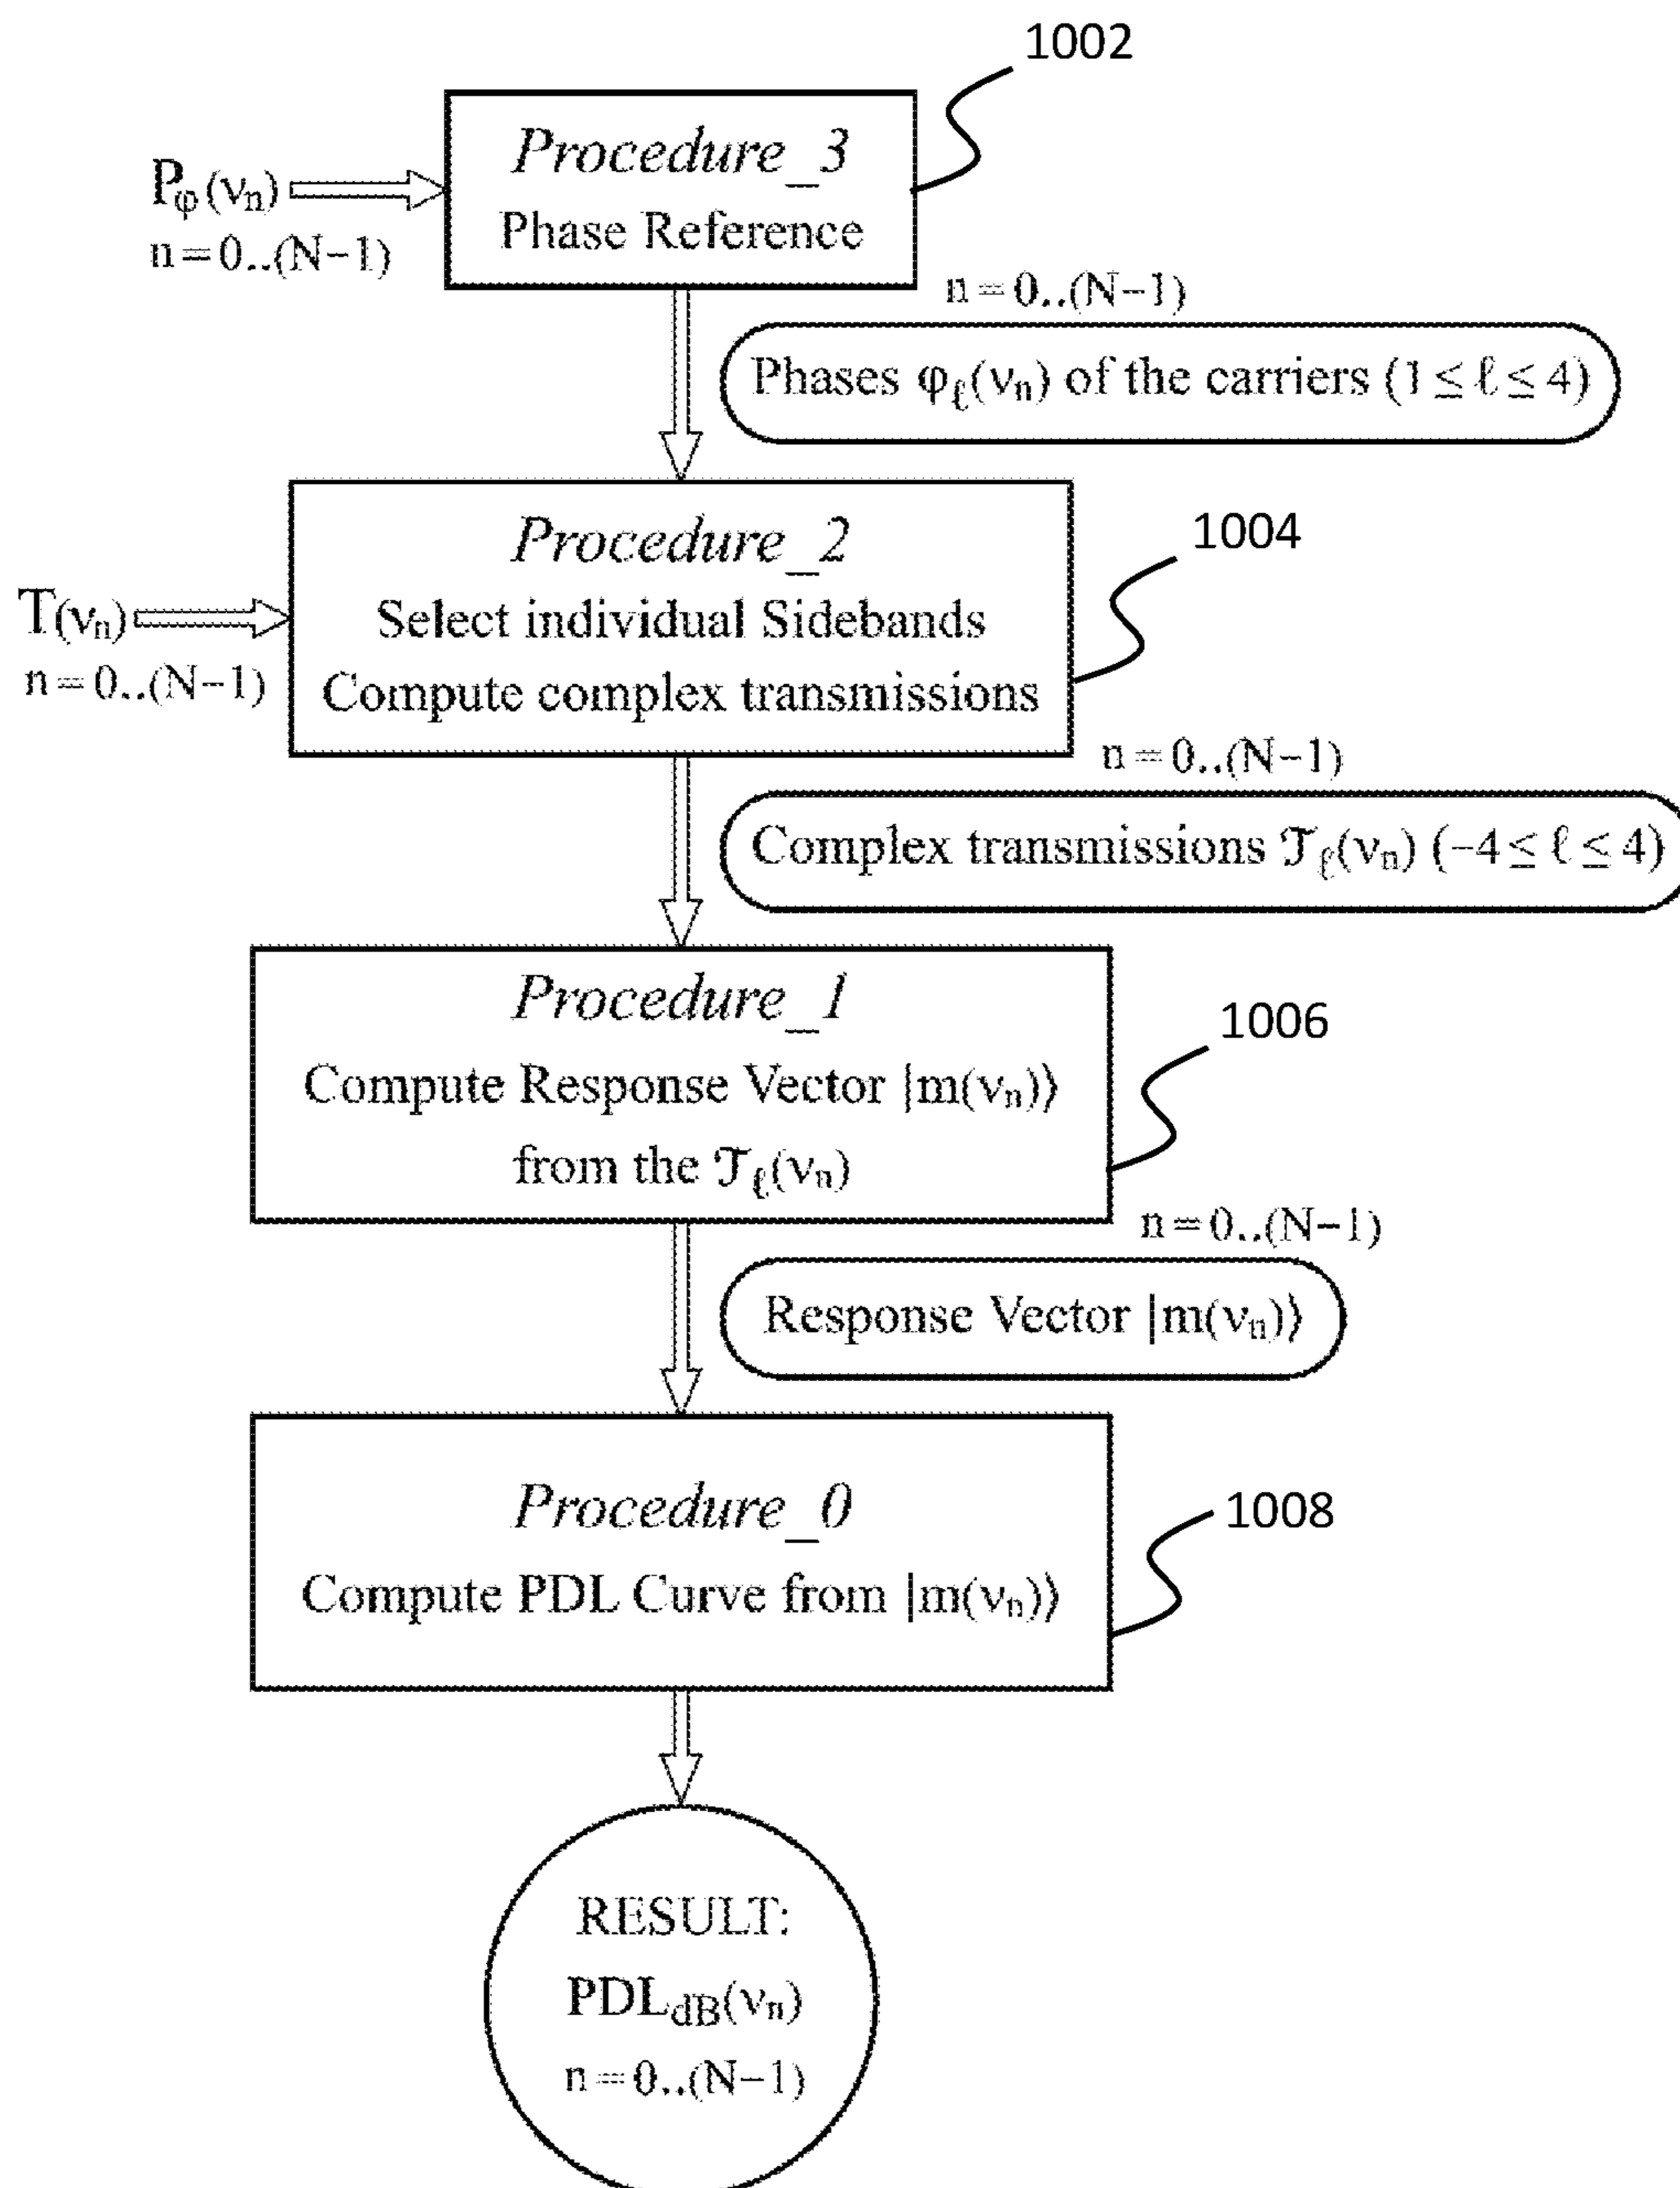 1002
Procedure_3
Phase Reference
Pφ(νn)
n=0..(N−1)
n=0..(N−1)
Phases φℓ(νn) of the carriers (1 ≤ ℓ ≤ 4)
1004
Procedure_2
Select individual Sidebands
Compute complex transmissions
T(νn)
n=0..(N−1)
n=0..(N−1)
Complex transmissions 𝒯ℓ(νn) (−4 ≤ ℓ ≤ 4)
1006
Procedure_1
Compute Response Vector |m(νn)⟩
from the 𝒯ℓ(νn)
n=0..(N−1)
Response Vector |m(νn)⟩
1008
Procedure_0
Compute PDL Curve from |m(νn)⟩
RESULT:
PDLdB(νn)
n=0..(N−1)